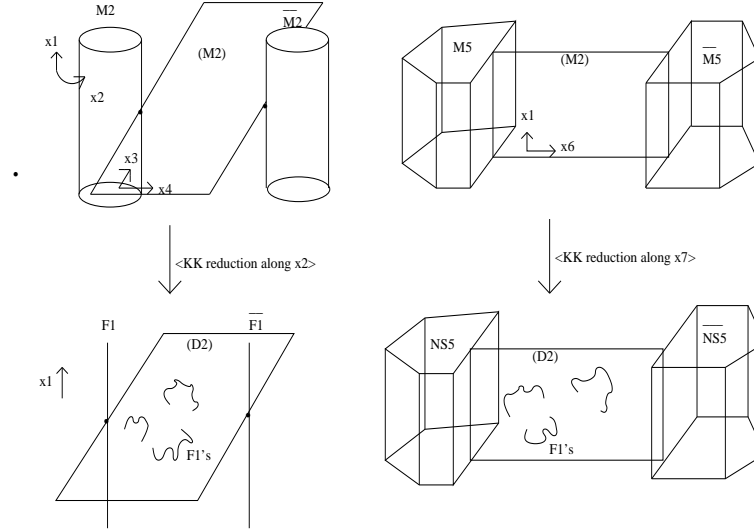 M2
M2
x1
(M2)
x2
x3
x4
M5
M5
(M2)
x1
x6
<KK reduction along x2>
<KK reduction along x7>
F1
F1
(D2)
x1
F1's
NS5
NS5
(D2)
F1's